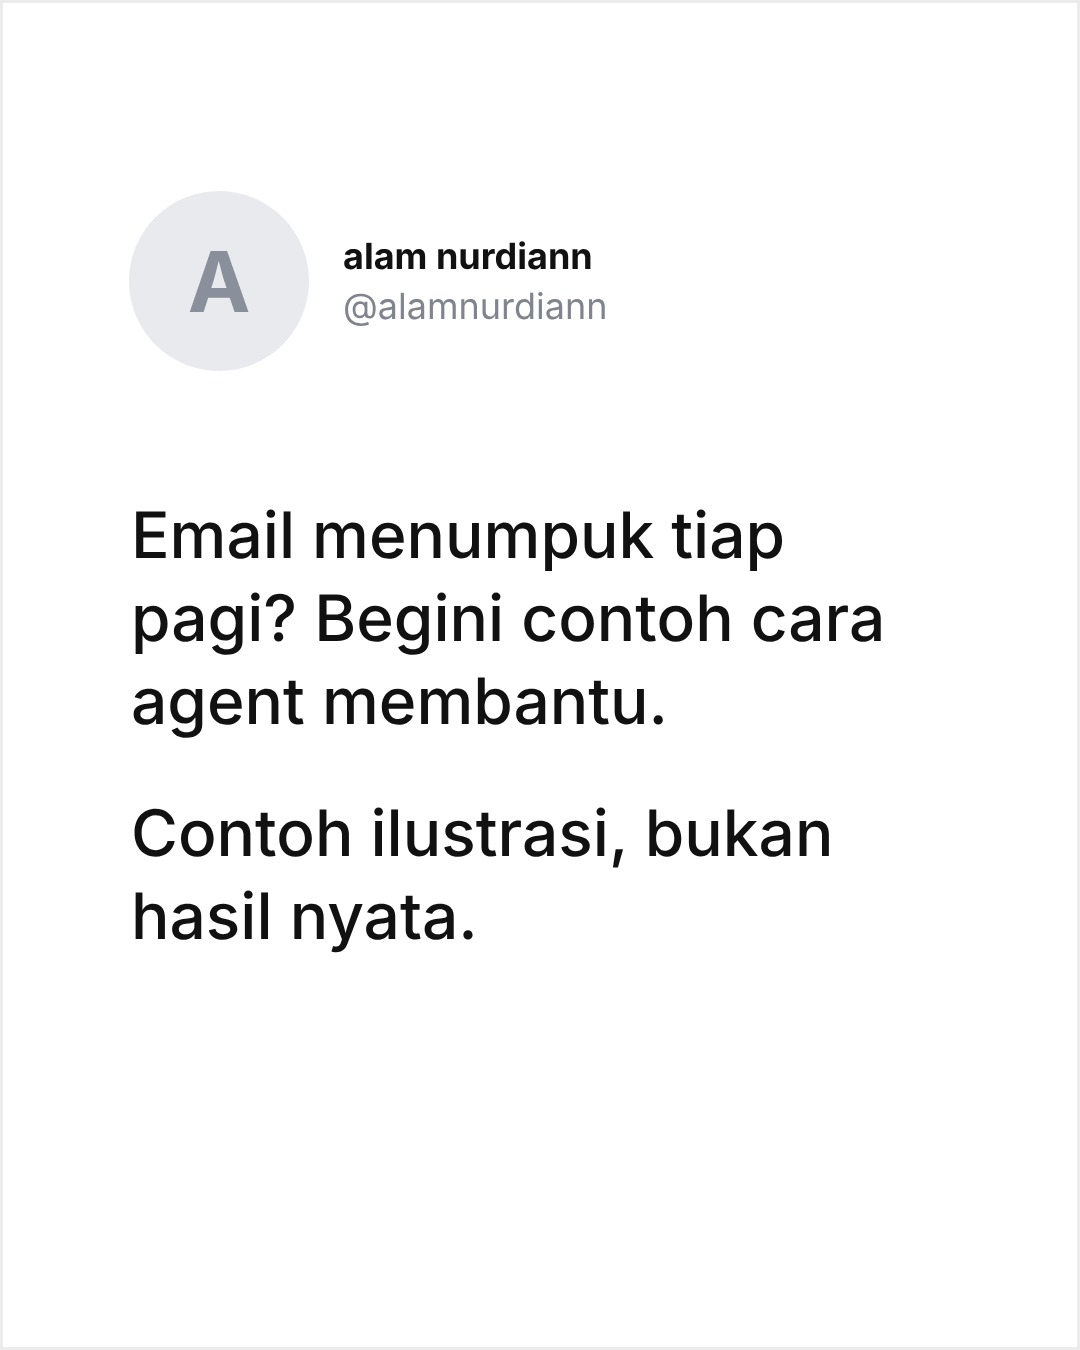 A
alam nurdiann
@alamnurdiann
Email menumpuk tiap
pagi? Begini contoh cara
agent membantu.
Contoh ilustrasi, bukan
hasil nyata.